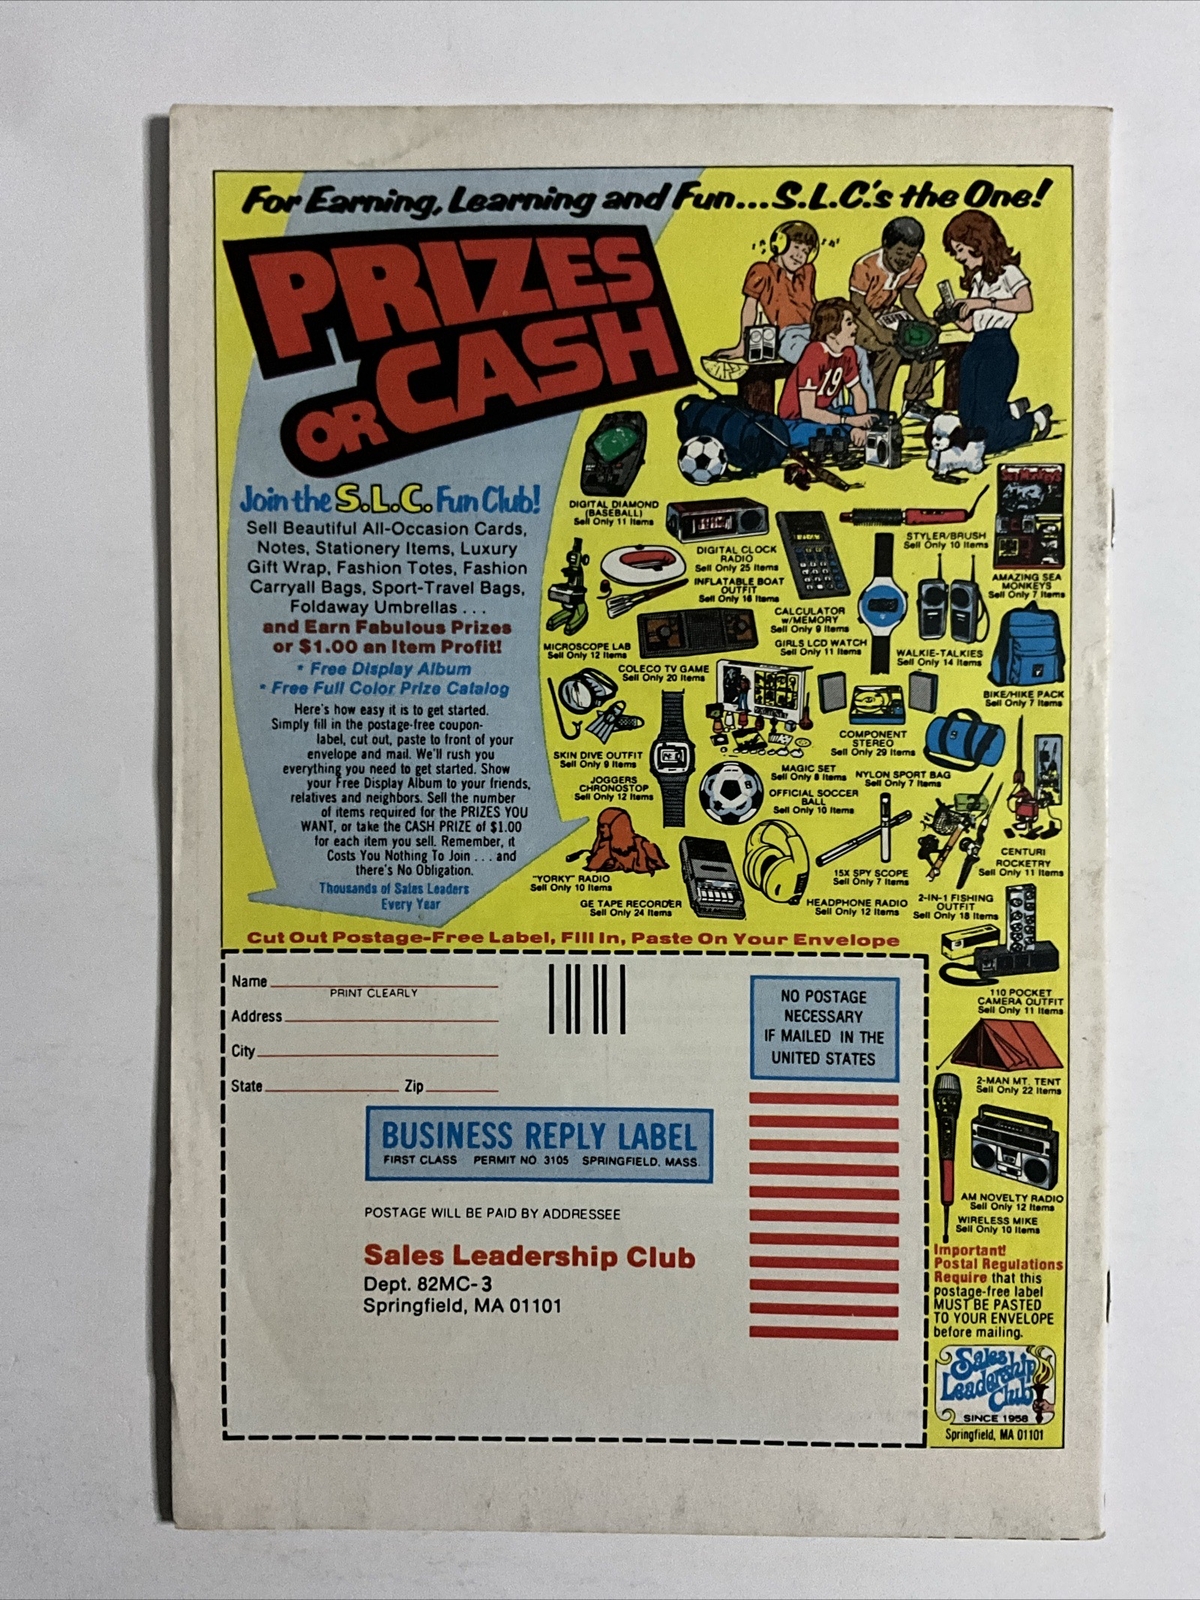 For Earning, Learning and Fun...S.L.C.'s the One!
PRIZES
OR CASH
Join the S.L.C. Fun Club!
Sell Beautiful All-Occasion Cards,
Notes, Stationery Items, Luxury
Gift Wrap, Fashion Totes, Fashion
Carryall Bags, Sport-Travel Bags,
Foldaway Umbrellas . . .
and Earn Fabulous Prizes
or $1.00 an Item Profit!
* Free Display Album
* Free Full Color Prize Catalog
Here's how easy it is to get started.
Simply fill in the postage-free coupon-
label, cut out, paste to front of your
envelope and mail. We'll rush you
everything you need to get started. Show
your Free Display Album to your friends,
relatives and neighbors. Sell the number
of items required for the PRIZES YOU
WANT, or take the CASH PRIZE of $1.00
for each item you sell. Remember, it
Costs You Nothing To Join . . . and
there's No Obligation.
Thousands of Sales Leaders
Every Year
19
DIGITAL DIAMOND
(BASEBALL)
Sell Only 11 Items
DIGITAL CLOCK
RADIO
Sell Only 25 Items
STYLER/BRUSH
Sell Only 10 Items
Sea Monkeys
AMAZING SEA
MONKEYS
Sell Only 7 Items
INFLATABLE BOAT
OUTFIT
Sell Only 16 Items
CALCULATOR
w/MEMORY
Sell Only 9 Items
MICROSCOPE LAB
Sell Only 12 Items
GIRLS LCD WATCH
Sell Only 11 Items
WALKIE-TALKIES
Sell Only 14 Items
COLECO TV GAME
Sell Only 20 Items
BIKE/HIKE PACK
Sell Only 7 Items
COMPONENT
STEREO
Sell Only 29 Items
SKIN DIVE OUTFIT
Sell Only 9 Items
MAGIC SET
Sell Only 8 Items
NYLON SPORT BAG
Sell Only 7 Items
JOGGERS
CHRONOSTOP
Sell Only 12 Items
OFFICIAL SOCCER
BALL
Sell Only 10 Items
CENTURI
ROCKETRY
Sell Only 11 Items
"YORKY" RADIO
Sell Only 10 Items
15X SPY SCOPE
Sell Only 7 Items
GE TAPE RECORDER
Sell Only 24 Items
HEADPHONE RADIO
Sell Only 12 Items
2-IN-1 FISHING
OUTFIT
Sell Only 18 Items
110 POCKET
CAMERA OUTFIT
Sell Only 11 Items
2-MAN MT. TENT
Sell Only 22 Items
AM NOVELTY RADIO
Sell Only 12 Items
WIRELESS MIKE
Sell Only 10 Items
Cut Out Postage-Free Label, Fill In, Paste On Your Envelope
Name
PRINT CLEARLY
Address
City
State Zip
NO POSTAGE
NECESSARY
IF MAILED IN THE
UNITED STATES
BUSINESS REPLY LABEL
FIRST CLASS PERMIT NO. 3105 SPRINGFIELD, MASS.
POSTAGE WILL BE PAID BY ADDRESSEE
Sales Leadership Club
Dept. 82MC-3
Springfield, MA 01101
Important!
Postal Regulations
Require that this
postage-free label
MUST BE PASTED
TO YOUR ENVELOPE
before mailing.
Sales
Leadership
Club
SINCE 1958
Springfield, MA 01101